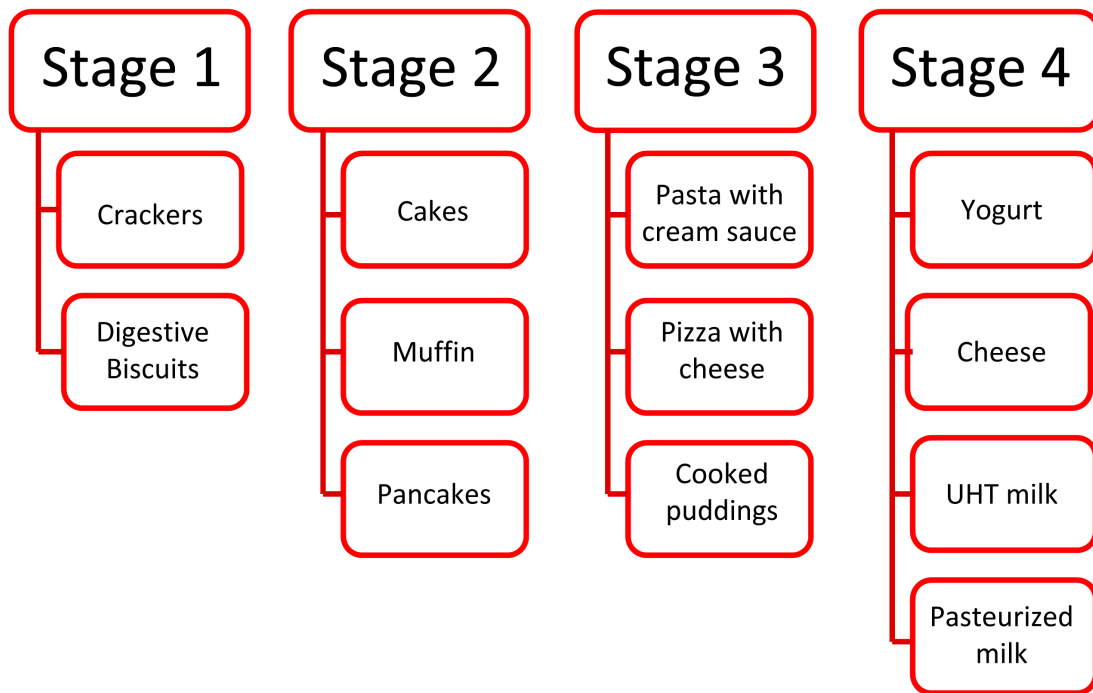 Stage 1
Crackers
Digestive
Biscuits
Stage 2
Cakes
Muffin
Pancakes
Stage 3
Pasta with
cream sauce
Pizza with
cheese
Cooked
puddings
Stage 4
Yogurt
Cheese
UHT milk
Pasteurized
milk